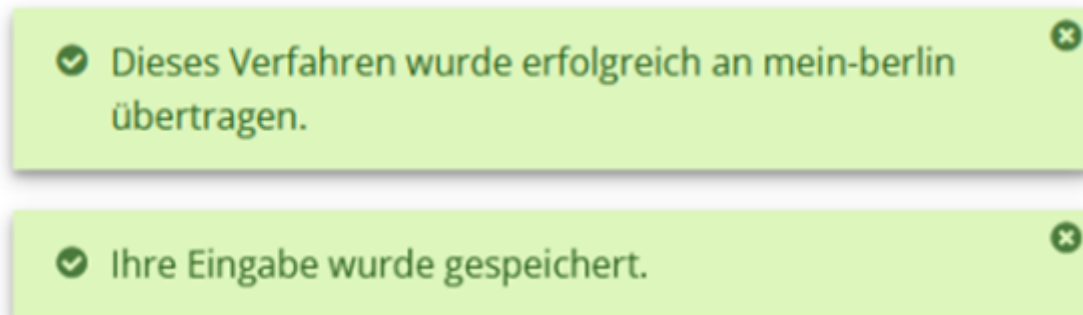 Dieses Verfahren wurde erfolgreich an mein-berlin
übertragen.
Ihre Eingabe wurde gespeichert.